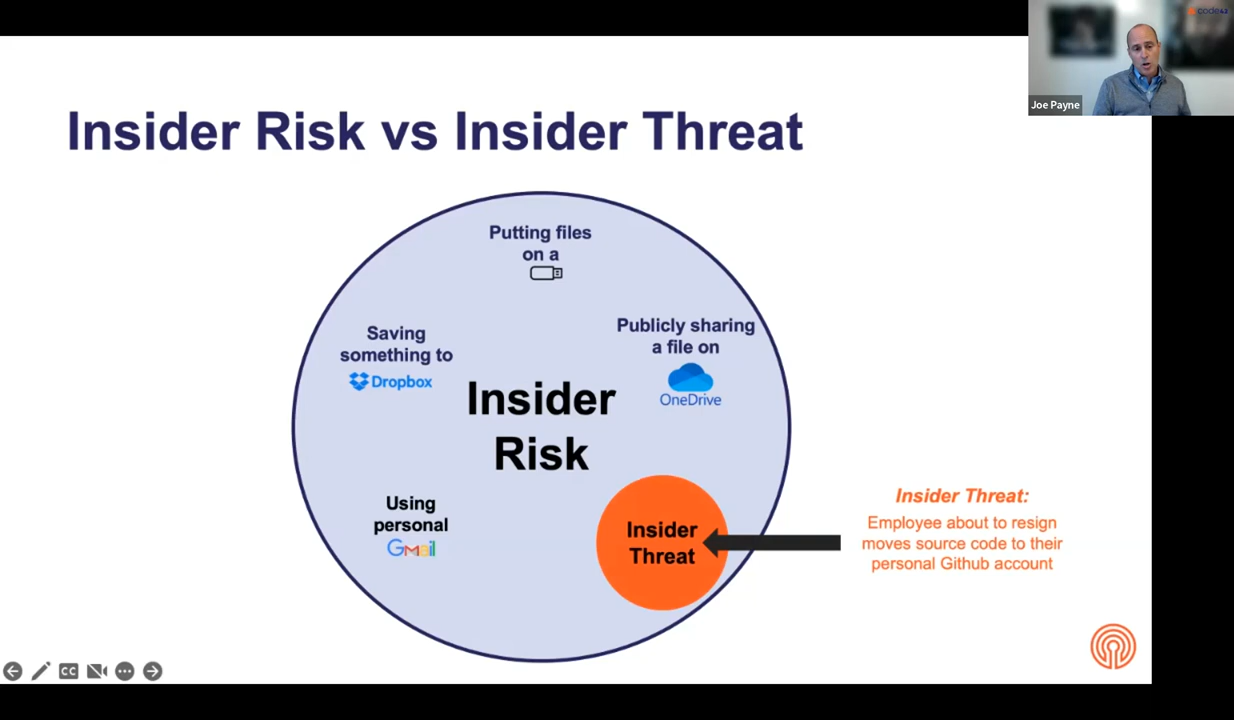 code42
Joe Payne
Insider Risk vs Insider Threat
Putting files
on a
Saving
something to
Dropbox
Publicly sharing
a file on
OneDrive
Insider
Risk
Using
personal
Gmail
Insider
Threat
Insider Threat:
Employee about to resign
moves source code to their
personal Github account
CC